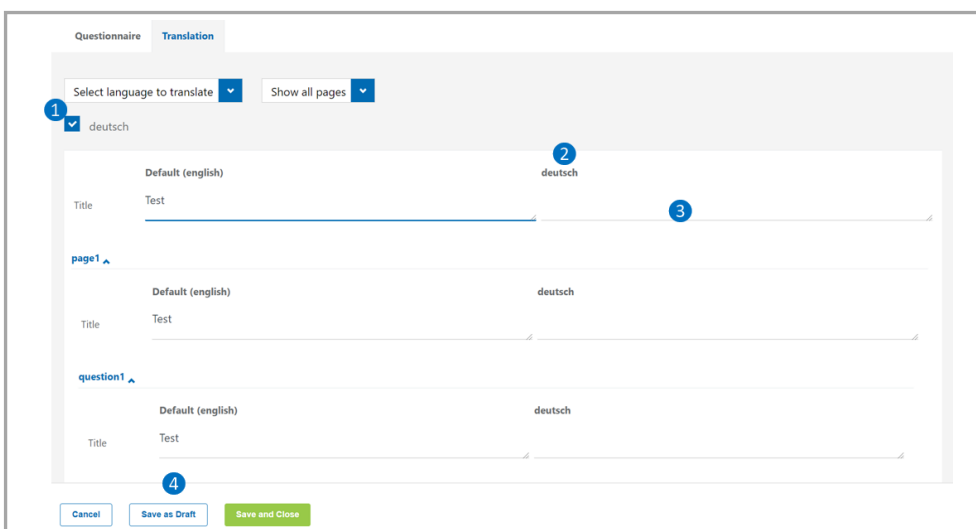 Questionnaire Translation
Select language to translate Show all pages
1
deutsch
2
Default (english) deutsch
Title Test
3
page1
Default (english) deutsch
Title Test
question1
Default (english) deutsch
Title Test
4
Cancel Save as Draft Save and Close